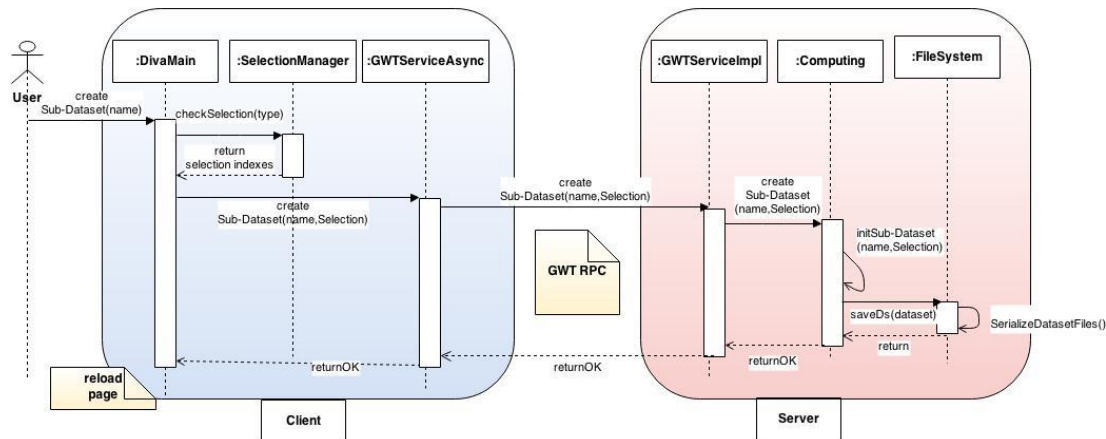 :DivaMain
:SelectionManager
:GWTServiceAsync
:GWTServiceImpl
:Computing
:FileSystem
User
create
Sub-Dataset(name)
checkSelection(type)
return
selection indexes
create
Sub-Dataset(name,Selection)
create
Sub-Dataset(name,Selection)
create
Sub-Dataset
(name,Selection)
initSub-Dataset
(name,Selection)
GWT RPC
saveDs(dataset)
SerializeDatasetFiles()
return
returnOK
returnOK
returnOK
reload
page
Client
Server